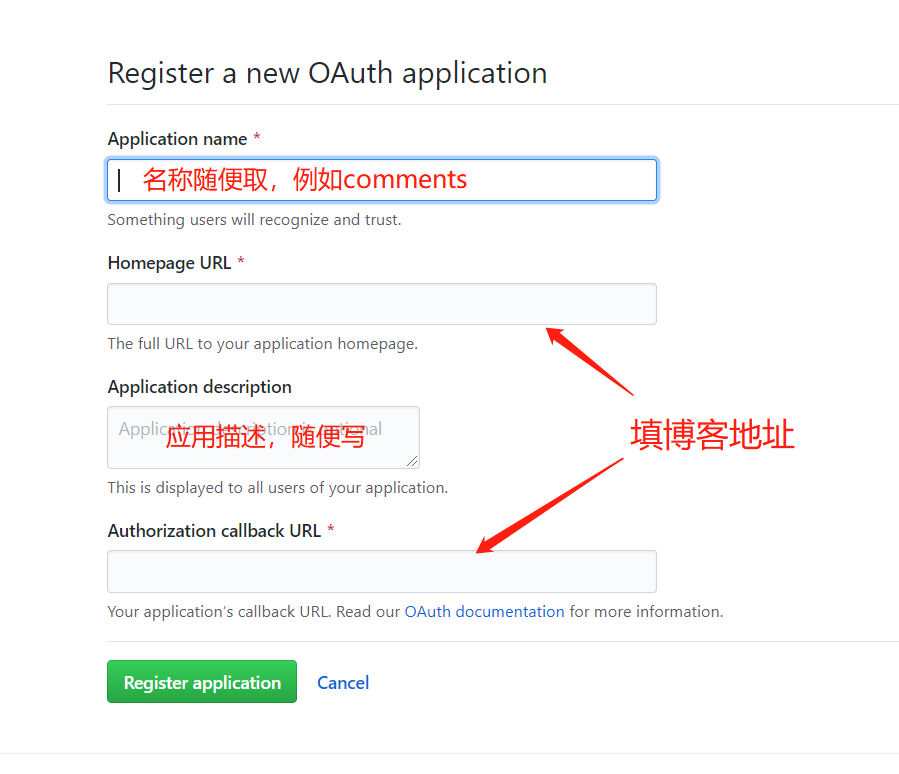 Register a new OAuth application
Application name *
名称随便取，例如comments
Something users will recognize and trust.
Homepage URL *
The full URL to your application homepage.
Application description
Application description is optional
应用描述，随便写
填博客地址
This is displayed to all users of your application.
Authorization callback URL *
Your application's callback URL. Read our OAuth documentation for more information.
Register application
Cancel